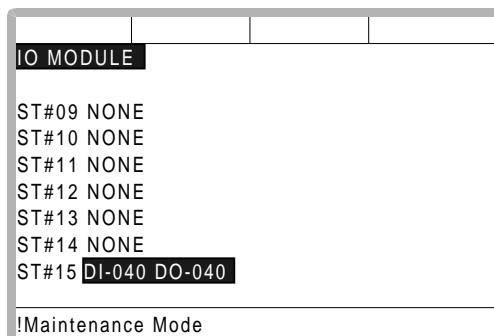 IO MODULE
ST#09 NONE
ST#10 NONE
ST#11 NONE
ST#12 NONE
ST#13 NONE
ST#14 NONE
ST#15 DI-040 DO-040
!Maintenance Mode